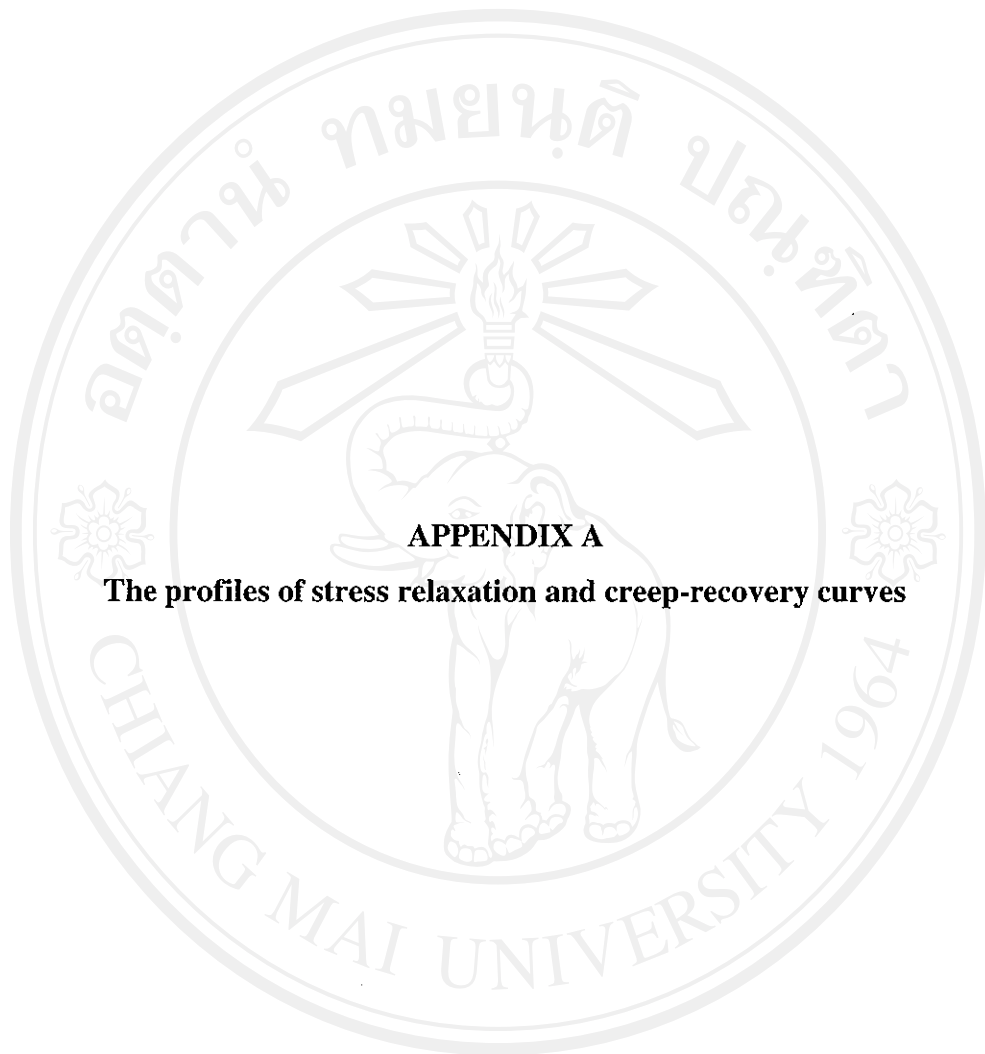 อตฺตานํ ทมยนฺติ ปณฺฑิตา
APPENDIX A
The profiles of stress relaxation and creep-recovery curves
CHIANG MAI UNIVERSITY 1964